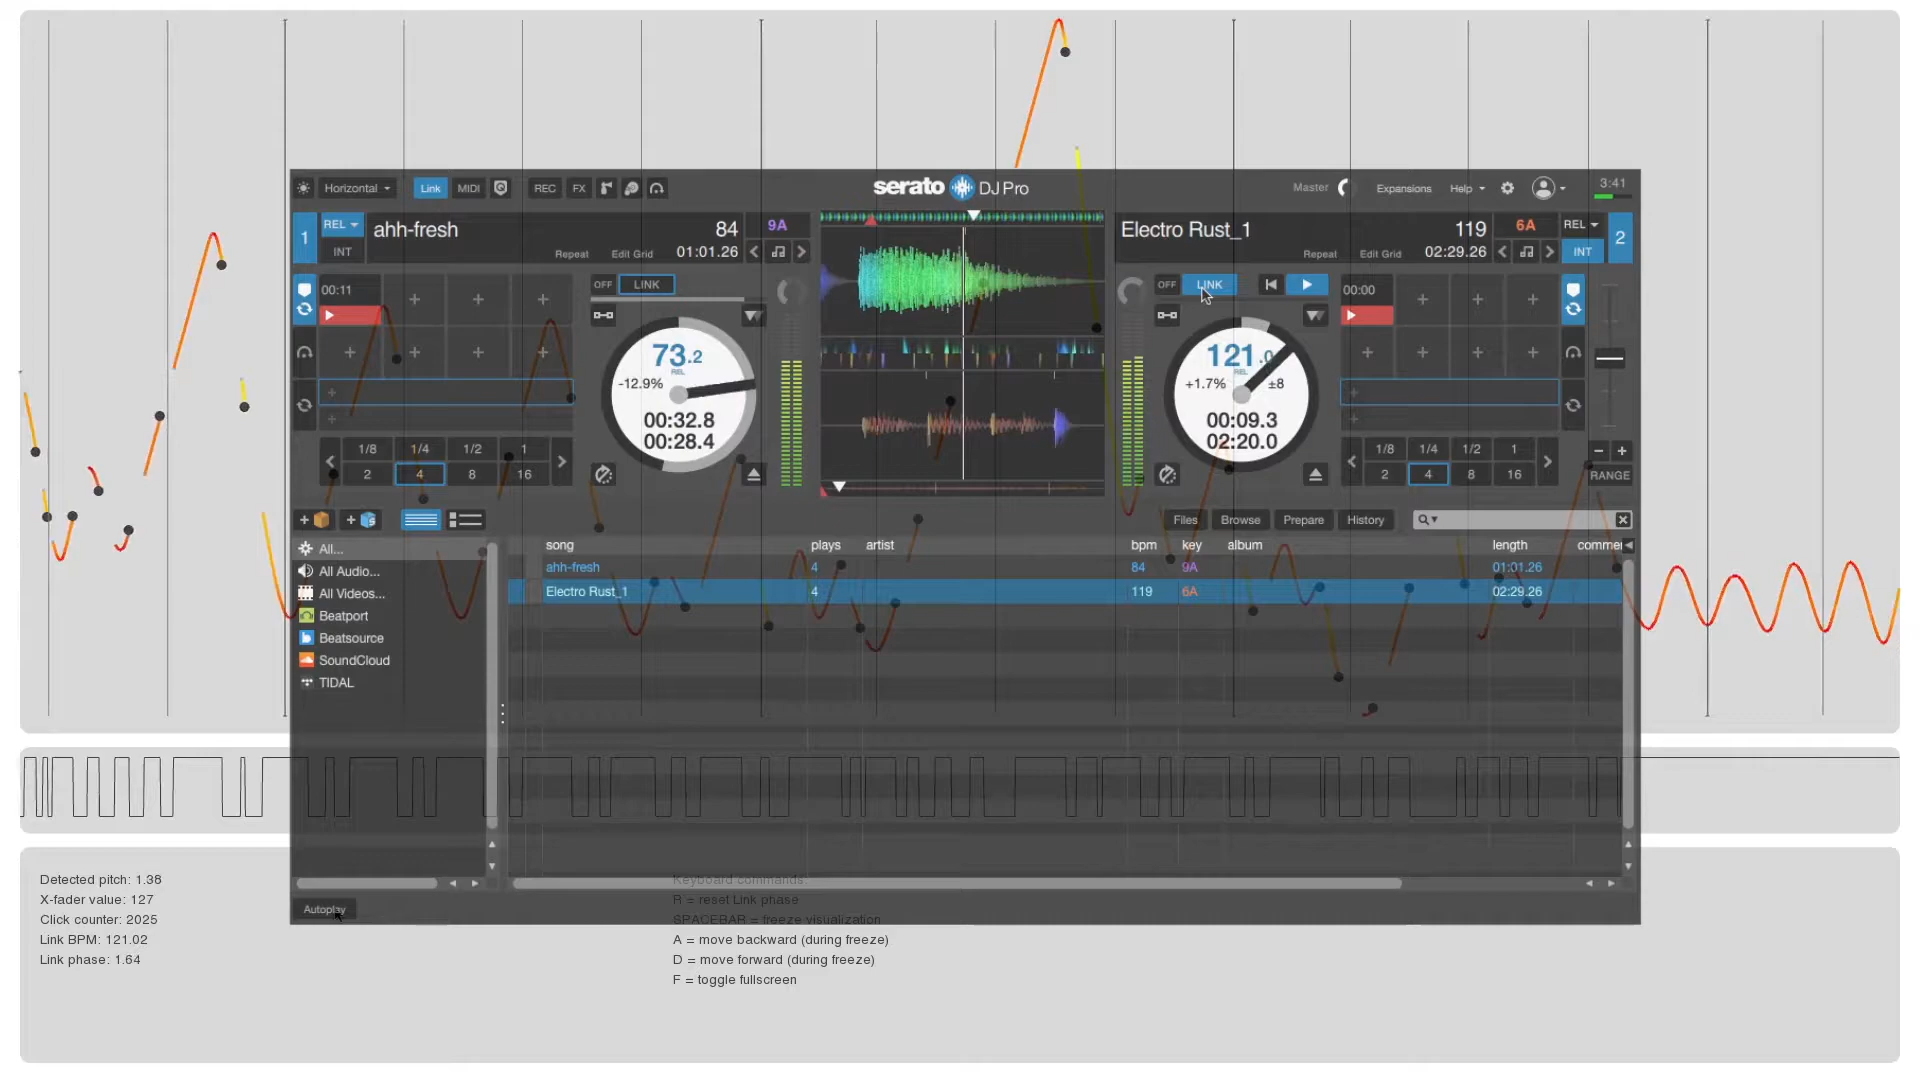 Horizontal
Link
MIDI
REC
FX
serato DJ Pro
Master
Expansions
Help
3:41
1
REL
INT
ahh-fresh
84
9A
Repeat
Edit Grid
01:01.26
Electro Rust_1
119
6A
REL
2
Repeat
Edit Grid
02:29.26
INT
00:11
OFF
LINK
73.2
REL
-12.9%
00:32.8
00:28.4
OFF
LINK
121.0
REL
+1.7%
±8
00:09.3
02:20.0
00:00
1/8 1/4 1/2 1
2 4 8 16
1/8 1/4 1/2 1
2 4 8 16
RANGE
Files
Browse
Prepare
History
song plays artist bpm key album length commer
ahh-fresh 4 84 9A 01:01.26
Electro Rust_1 4 119 6A 02:29.26
All...
All Audio...
All Videos...
Beatport
Beatsource
SoundCloud
TIDAL
Autoplay
Detected pitch: 1.38
X-fader value: 127
Click counter: 2025
Link BPM: 121.02
Link phase: 1.64
Keyboard commands:
R = reset Link phase
SPACEBAR = freeze visualization
A = move backward (during freeze)
D = move forward (during freeze)
F = toggle fullscreen